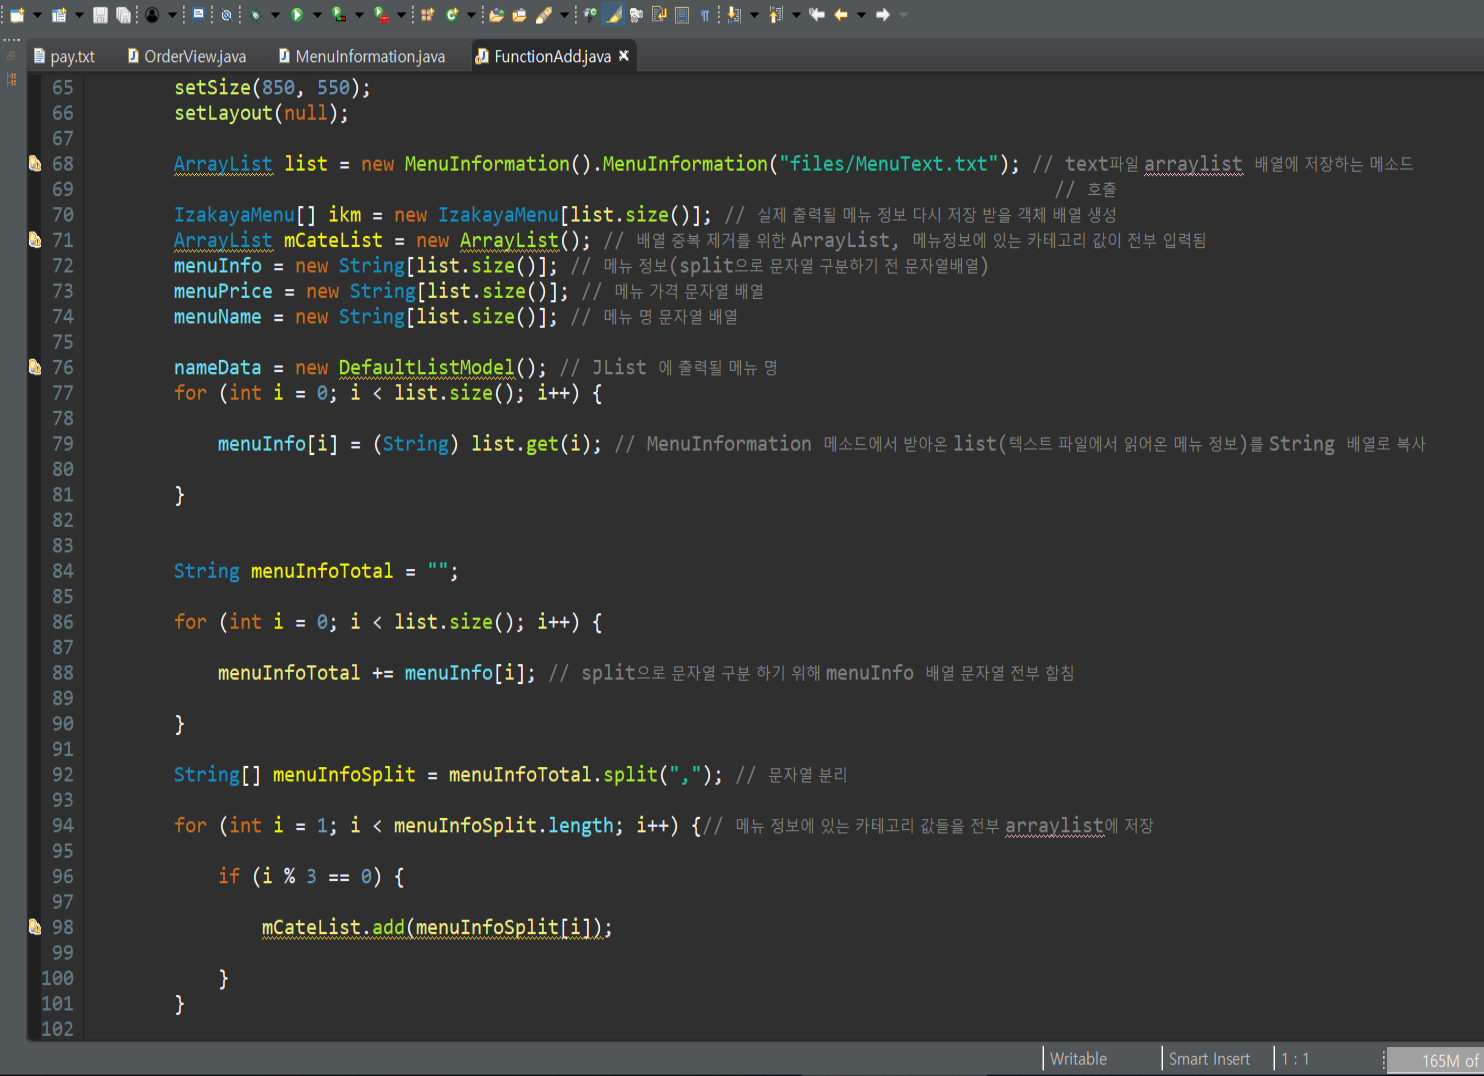 pay.txt OrderView.java MenuInformation.java FunctionAdd.java
65 setSize(850, 550);
66 setLayout(null);
67
68 ArrayList list = new MenuInformation().MenuInformation("files/MenuText.txt"); // text파일 arraylist 배열에 저장하는 메소드
69 // 호출
70 IzakayaMenu[] ikm = new IzakayaMenu[list.size()]; // 실제 출력될 메뉴 정보 다시 저장 받을 객체 배열 생성
71 ArrayList mCateList = new ArrayList(); // 배열 중복 제거를 위한 ArrayList, 메뉴정보에 있는 카테고리 값이 전부 입력됨
72 menuInfo = new String[list.size()]; // 메뉴 정보(split으로 문자열 구분하기 전 문자열배열)
73 menuPrice = new String[list.size()]; // 메뉴 가격 문자열 배열
74 menuName = new String[list.size()]; // 메뉴 명 문자열 배열
75
76 nameData = new DefaultListModel(); // JList 에 출력될 메뉴 명
77 for (int i = 0; i < list.size(); i++) {
78
79 menuInfo[i] = (String) list.get(i); // MenuInformation 메소드에서 받아온 list(텍스트 파일에서 읽어온 메뉴 정보)를 String 배열로 복사
80
81 }
82
83
84 String menuInfoTotal = "";
85
86 for (int i = 0; i < list.size(); i++) {
87
88 menuInfoTotal += menuInfo[i]; // split으로 문자열 구분 하기 위해 menuInfo 배열 문자열 전부 합침
89
90 }
91
92 String[] menuInfoSplit = menuInfoTotal.split(","); // 문자열 분리
93
94 for (int i = 1; i < menuInfoSplit.length; i++) {// 메뉴 정보에 있는 카테고리 값들을 전부 arraylist에 저장
95
96 if (i % 3 == 0) {
97
98 mCateList.add(menuInfoSplit[i]);
99
100 }
101 }
102
Writable Smart Insert 1 : 1 165M of